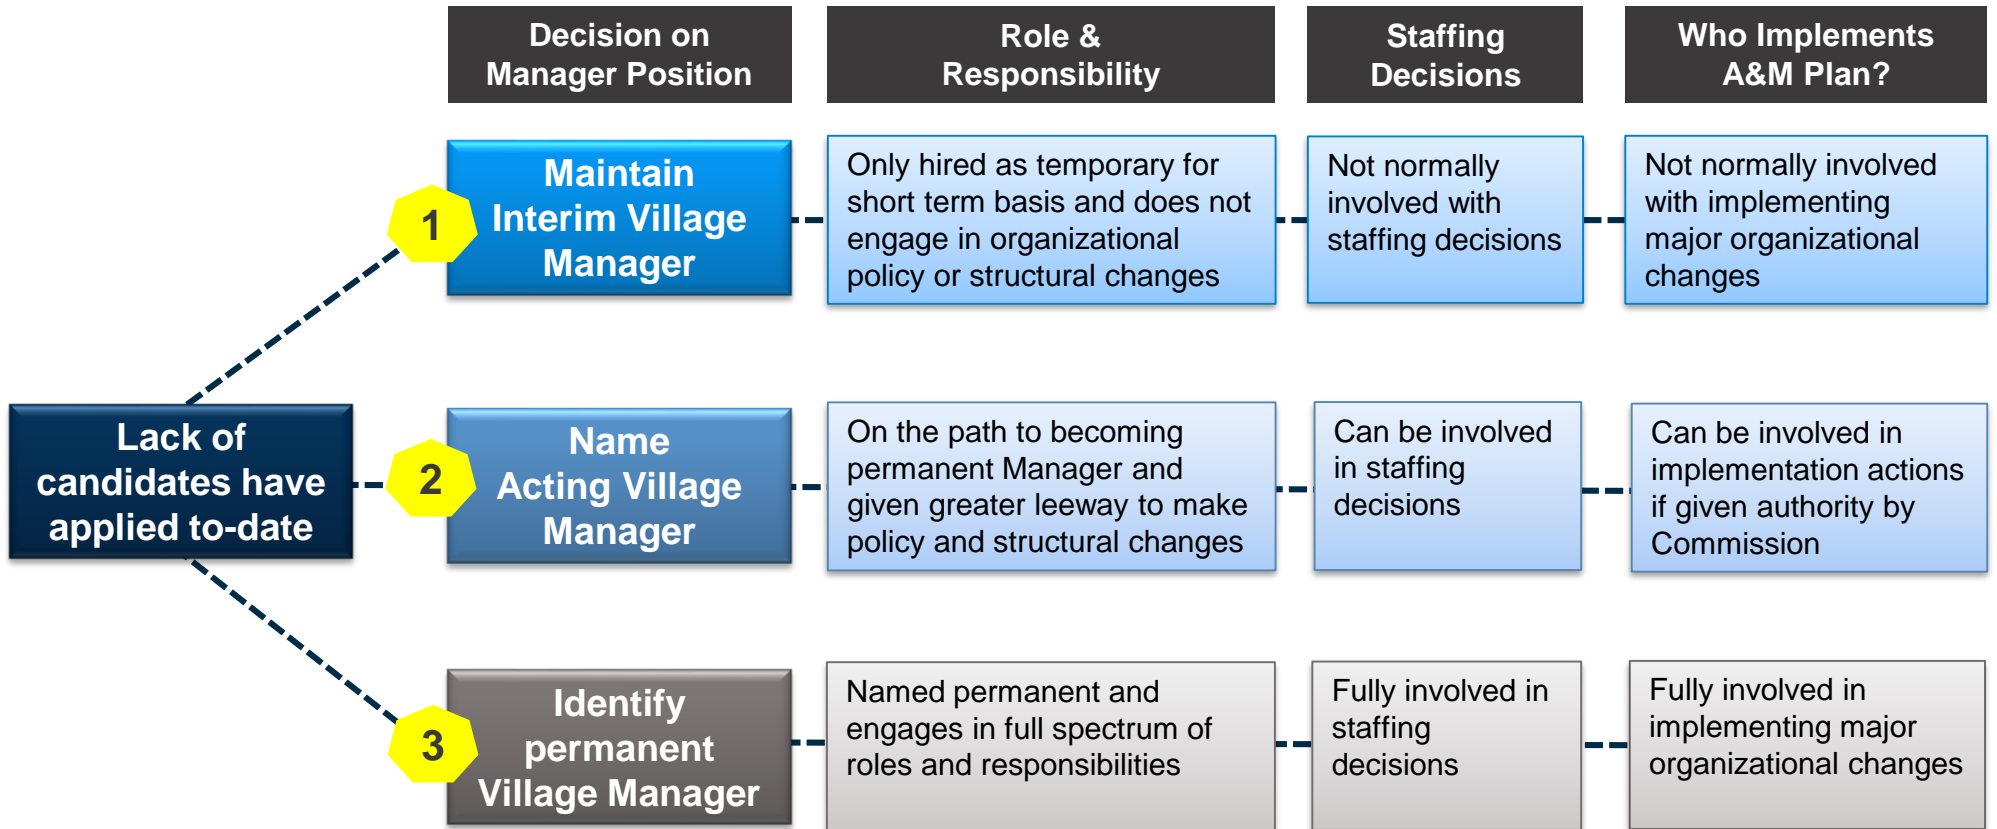 Decision on
Manager Position
Role &
Responsibility
Staffing
Decisions
Who Implements
A&M Plan?
Lack of
candidates have
applied to-date
1
Maintain
Interim Village
Manager
Only hired as temporary for
short term basis and does not
engage in organizational
policy or structural changes
Not normally
involved with
staffing decisions
Not normally involved
with implementing
major organizational
changes
2
Name
Acting Village
Manager
On the path to becoming
permanent Manager and
given greater leeway to make
policy and structural changes
Can be involved
in staffing
decisions
Can be involved in
implementation actions
if given authority by
Commission
3
Identify
permanent
Village Manager
Named permanent and
engages in full spectrum of
roles and responsibilities
Fully involved in
staffing
decisions
Fully involved in
implementing major
organizational changes